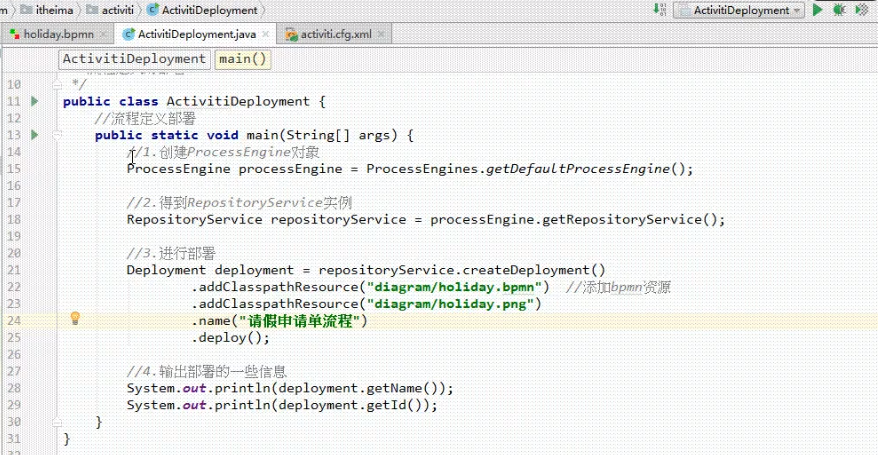 m itheima activiti ActivitiDeployment ActivitiDeployment
holiday.bpmn ActivitiDeployment.java activiti.cfg.xml
ActivitiDeployment main()
10 */
11 public class ActivitiDeployment {
12 //流程定义部署
13 public static void main(String[] args) {
14 //1.创建ProcessEngine对象
15 ProcessEngine processEngine = ProcessEngines.getDefaultProcessEngine();
16
17 //2.得到RepositoryService实例
18 RepositoryService repositoryService = processEngine.getRepositoryService();
19
20 //3.进行部署
21 Deployment deployment = repositoryService.createDeployment()
22 .addClasspathResource("diagram/holiday.bpmn") //添加bpmn资源
23 .addClasspathResource("diagram/holiday.png")
24 .name("请假申请单流程")
25 .deploy();
26
27 //4.输出部署的一些信息
28 System.out.println(deployment.getName());
29 System.out.println(deployment.getId());
30 }
31 }